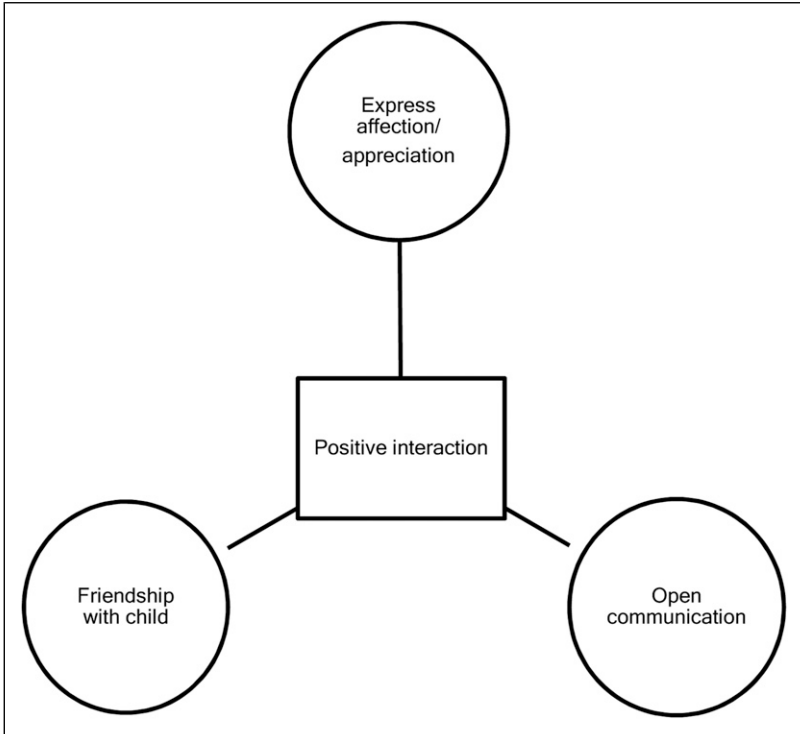 Express
affection/
appreciation
Positive interaction
Friendship
with child
Open
communication